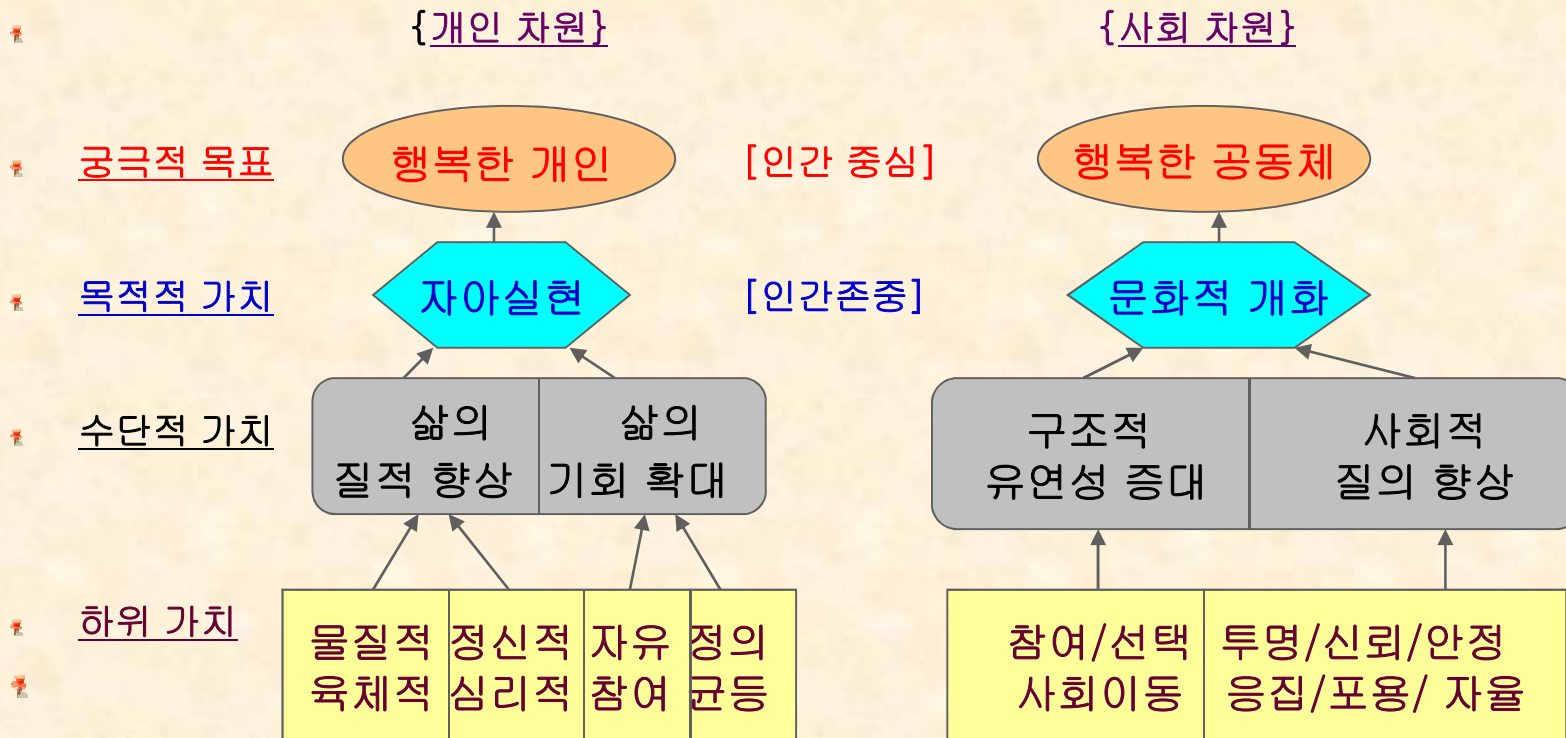 {개인 차원} {사회 차원}
궁극적 목표 행복한 개인 [인간 중심] 행복한 공동체
목적적 가치 자아실현 [인간존중] 문화적 개화
수단적 가치
삶의
질적 향상
삶의
기회 확대
구조적
유연성 증대
사회적
질의 향상
하위 가치
물질적
육체적
정신적
심리적
자유
참여
정의
균등
참여/선택
사회이동
투명/신뢰/안정
응집/포용/ 자율